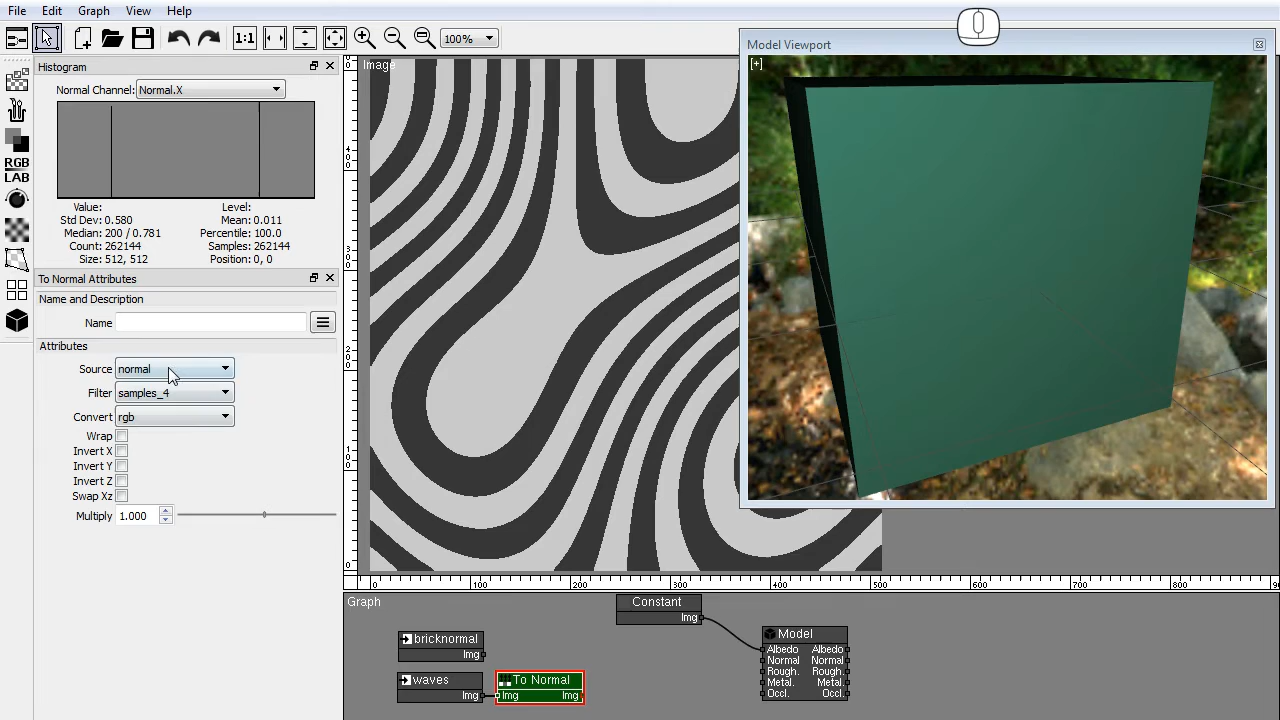 File Edit Graph View Help
1:1 100%
Histogram
Normal Channel: Normal.X
Value: Level:
Std Dev: 0.580 Mean: 0.011
Median: 200 / 0.781 Percentile: 100.0
Count: 262144 Samples: 262144
Size: 512, 512 Position: 0, 0
RGB
LAB
To Normal Attributes
Name and Description
Name
Attributes
Source normal
Filter samples_4
Convert rgb
Wrap
Invert X
Invert Y
Invert Z
Swap Xz
Multiply 1.000
Image
Model Viewport
[+]
0 100 200 300 400 500 600 700 800
Graph
Constant
Img
bricknormal
Img
waves
Img
To Normal
Img Img
Model
Albedo Albedo
Normal Normal
Rough. Rough.
Metal. Metal.
Occl. Occl.